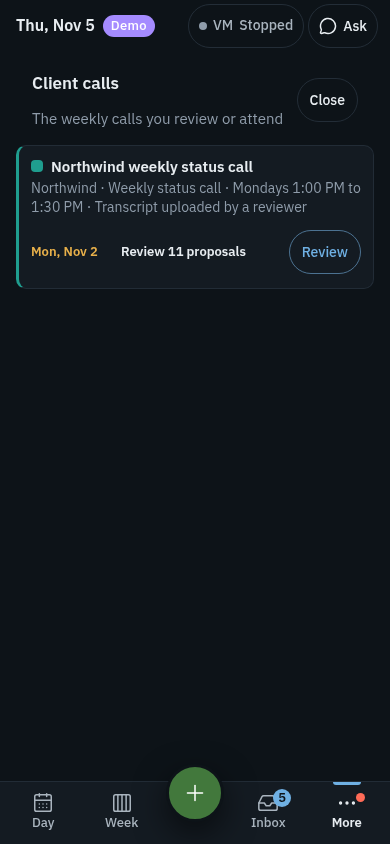 Thu, Nov 5 Demo VM Stopped Ask
Client calls
The weekly calls you review or attend
Close
Northwind weekly status call
Northwind · Weekly status call · Mondays 1:00 PM to
1:30 PM · Transcript uploaded by a reviewer
Mon, Nov 2 Review 11 proposals Review
5
Day Week Inbox More